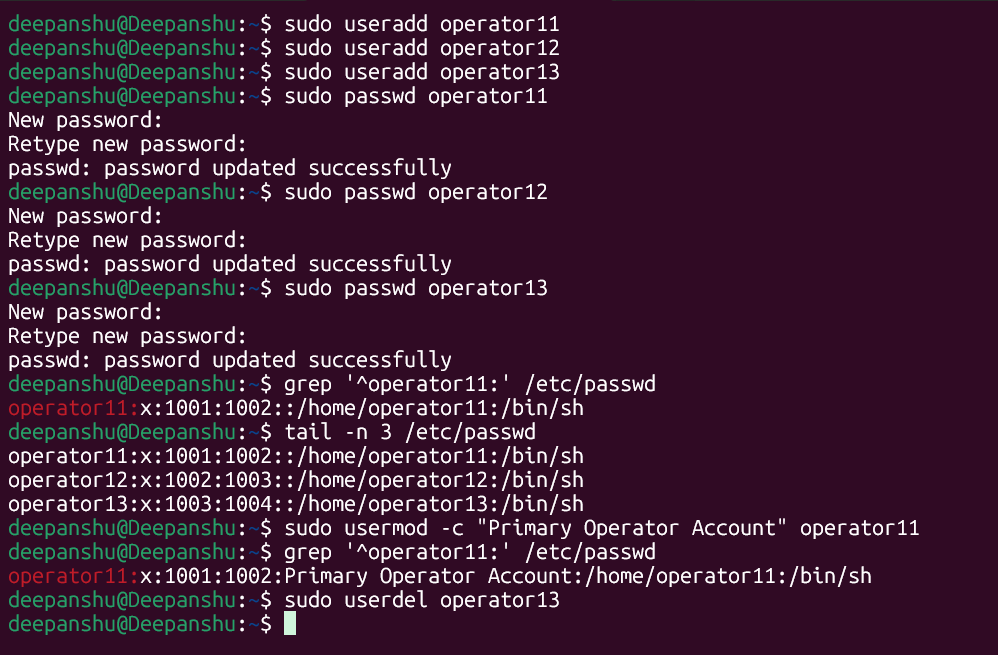 deepanshu@Deepanshu:~$ sudo useradd operator11
deepanshu@Deepanshu:~$ sudo useradd operator12
deepanshu@Deepanshu:~$ sudo useradd operator13
deepanshu@Deepanshu:~$ sudo passwd operator11
New password:
Retype new password:
passwd: password updated successfully
deepanshu@Deepanshu:~$ sudo passwd operator12
New password:
Retype new password:
passwd: password updated successfully
deepanshu@Deepanshu:~$ sudo passwd operator13
New password:
Retype new password:
passwd: password updated successfully
deepanshu@Deepanshu:~$ grep '^operator11:' /etc/passwd
operator11:x:1001:1002::/home/operator11:/bin/sh
deepanshu@Deepanshu:~$ tail -n 3 /etc/passwd
operator11:x:1001:1002::/home/operator11:/bin/sh
operator12:x:1002:1003::/home/operator12:/bin/sh
operator13:x:1003:1004::/home/operator13:/bin/sh
deepanshu@Deepanshu:~$ sudo usermod -c "Primary Operator Account" operator11
deepanshu@Deepanshu:~$ grep '^operator11:' /etc/passwd
operator11:x:1001:1002:Primary Operator Account:/home/operator11:/bin/sh
deepanshu@Deepanshu:~$ sudo userdel operator13
deepanshu@Deepanshu:~$